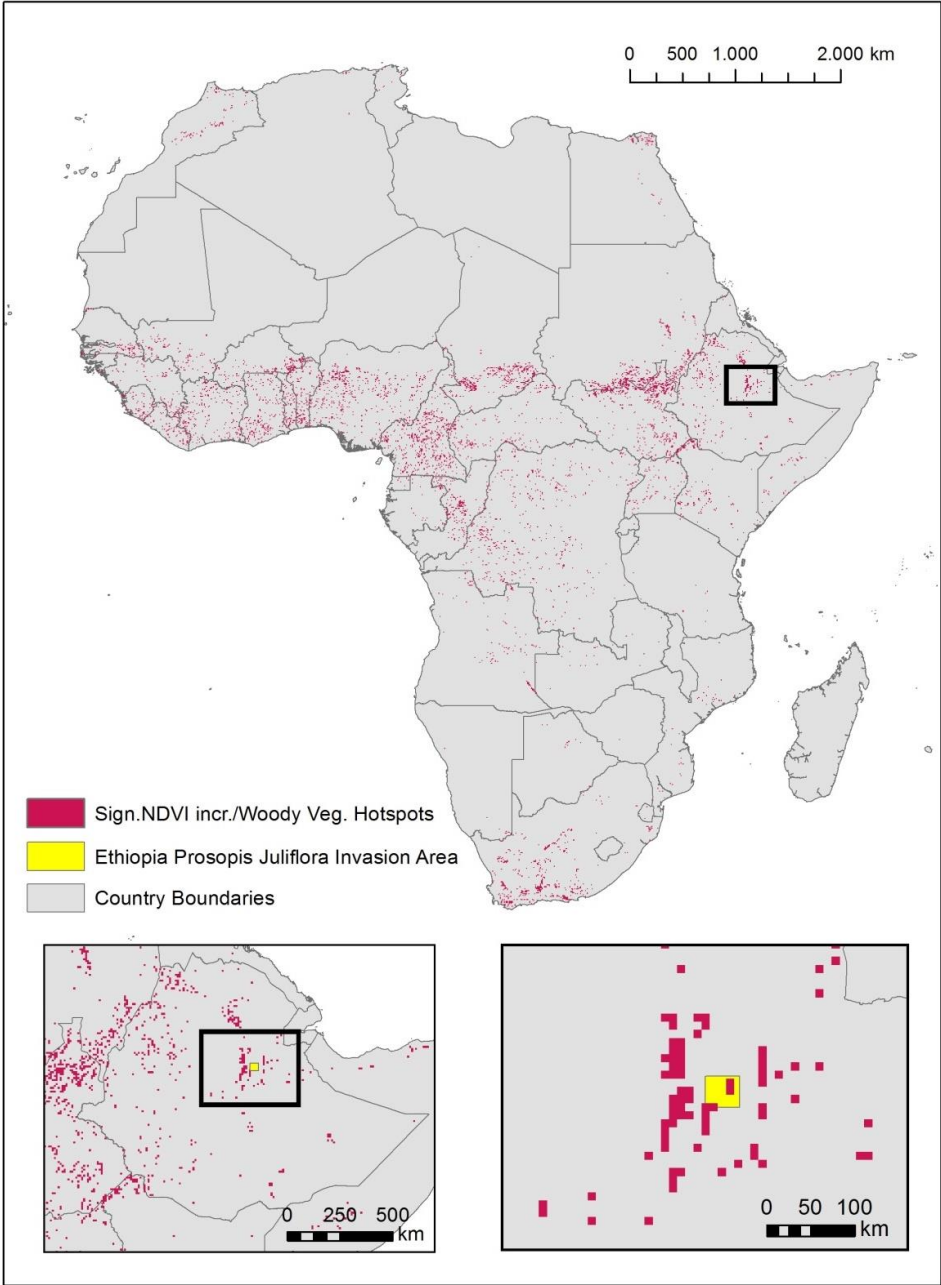 0 500 1.000 2.000 km
Sign.NDVI incr./Woody Veg. Hotspots
Ethiopia Prosopis Juliflora Invasion Area
Country Boundaries
0 250 500
km
0 50 100
km